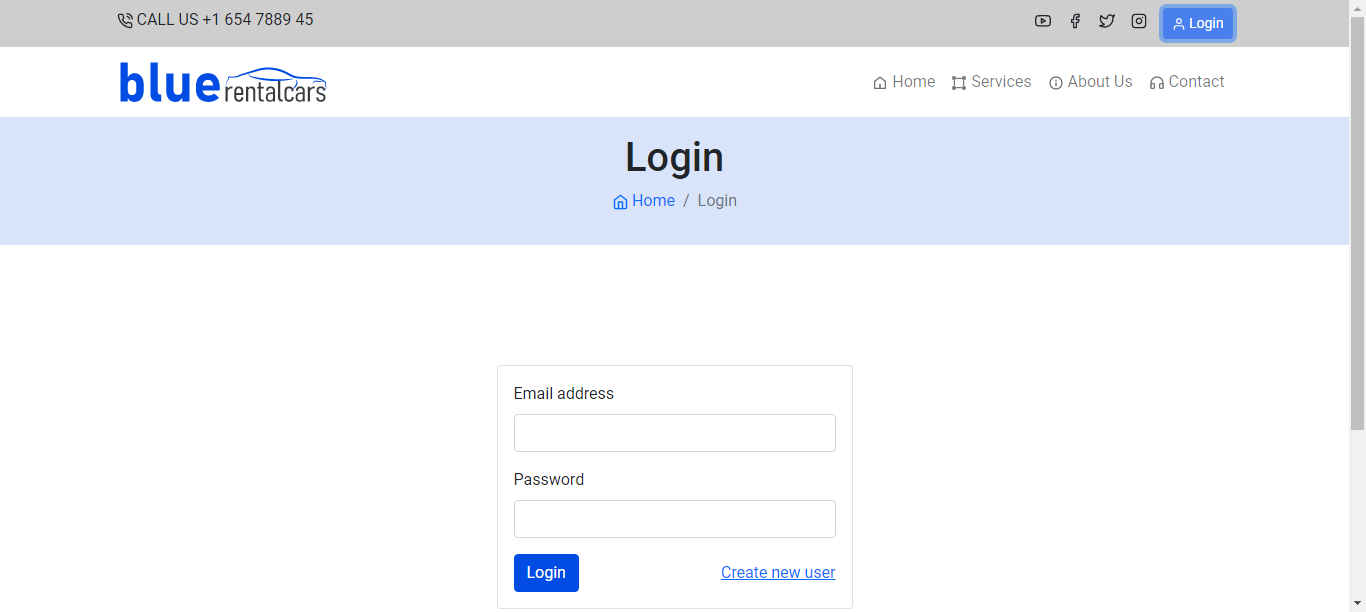 CALL US +1 654 7889 45
Login
blue rentalcars
Home Services About Us Contact
Login
Home / Login
Email address
Password
Login Create new user